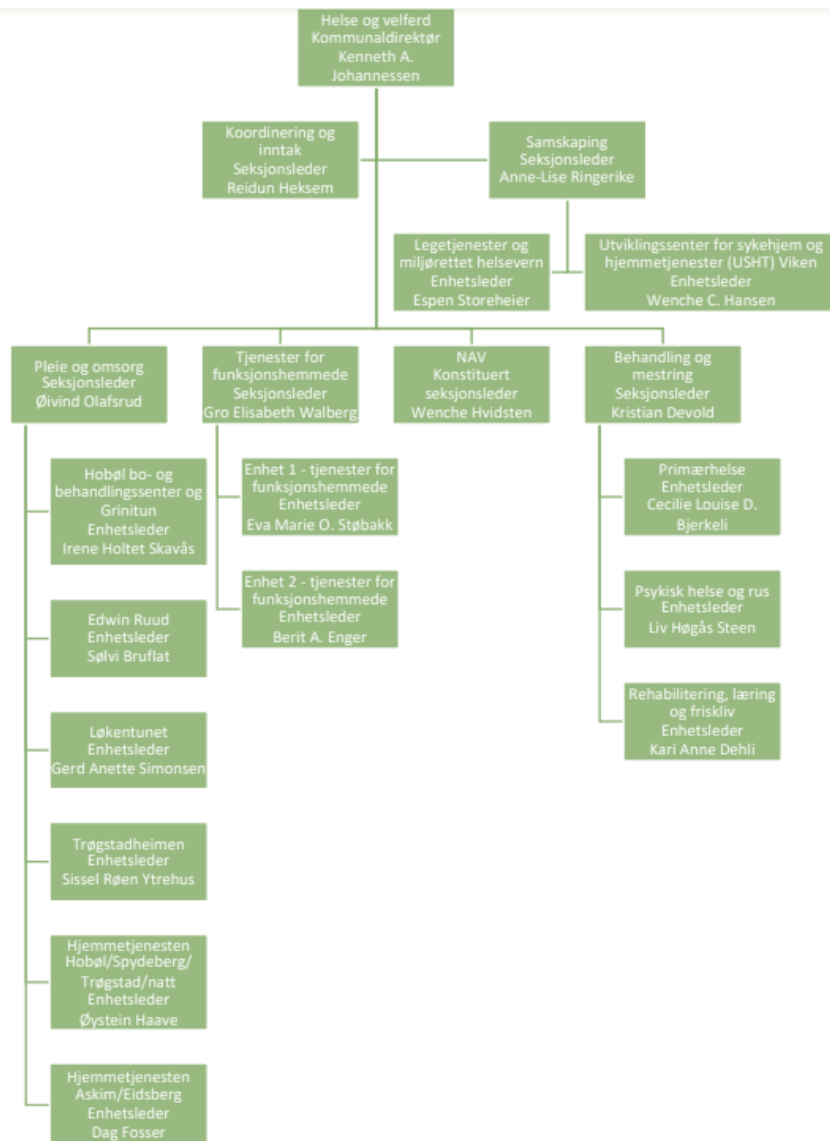 Helse og velferd
Kommunaldirektør
Kenneth A.
Johannessen
Koordinering og
inntak
Seksjonsleder
Reidun Heksem
Samskaping
Seksjonsleder
Anne-Lise Ringerike
Legetjenester og
miljørettet helsevern
Enhetsleder
Espen Storeheier
Utviklingssenter for sykehjem og
hjemmetjenester (USHT) Viken
Enhetsleder
Wenche C. Hansen
Pleie og omsorg
Seksjonsleder
Øivind Olafsrud
Tjenester for
funksjonshemmede
Seksjonsleder
Gro Elisabeth Walberg
NAV
Konstituert
seksjonsleder
Wenche Hvidsten
Behandling og
mestring
Seksjonsleder
Kristian Devold
Hobøl bo- og
behandlingssenter og
Grinitun
Enhetsleder
Irene Holtet Skavås
Edwin Ruud
Enhetsleder
Sølvi Bruflat
Løkentunet
Enhetsleder
Gerd Anette Simonsen
Trøgstadheimen
Enhetsleder
Sissel Røen Ytrehus
Hjemmetjenesten
Hobøl/Spydeberg/
Trøgstad/natt
Enhetsleder
Øystein Haave
Hjemmetjenesten
Askim/Eidsberg
Enhetsleder
Dag Fosser
Enhet 1 - tjenester for
funksjonshemmede
Enhetsleder
Eva Marie O. Støbakk
Enhet 2 - tjenester for
funksjonshemmede
Enhetsleder
Berit A. Enger
Primærhelse
Enhetsleder
Cecilie Louise D.
Bjerkeli
Psykisk helse og rus
Enhetsleder
Liv Høgås Steen
Rehabilitering, læring
og friskliv
Enhetsleder
Kari Anne Dehli